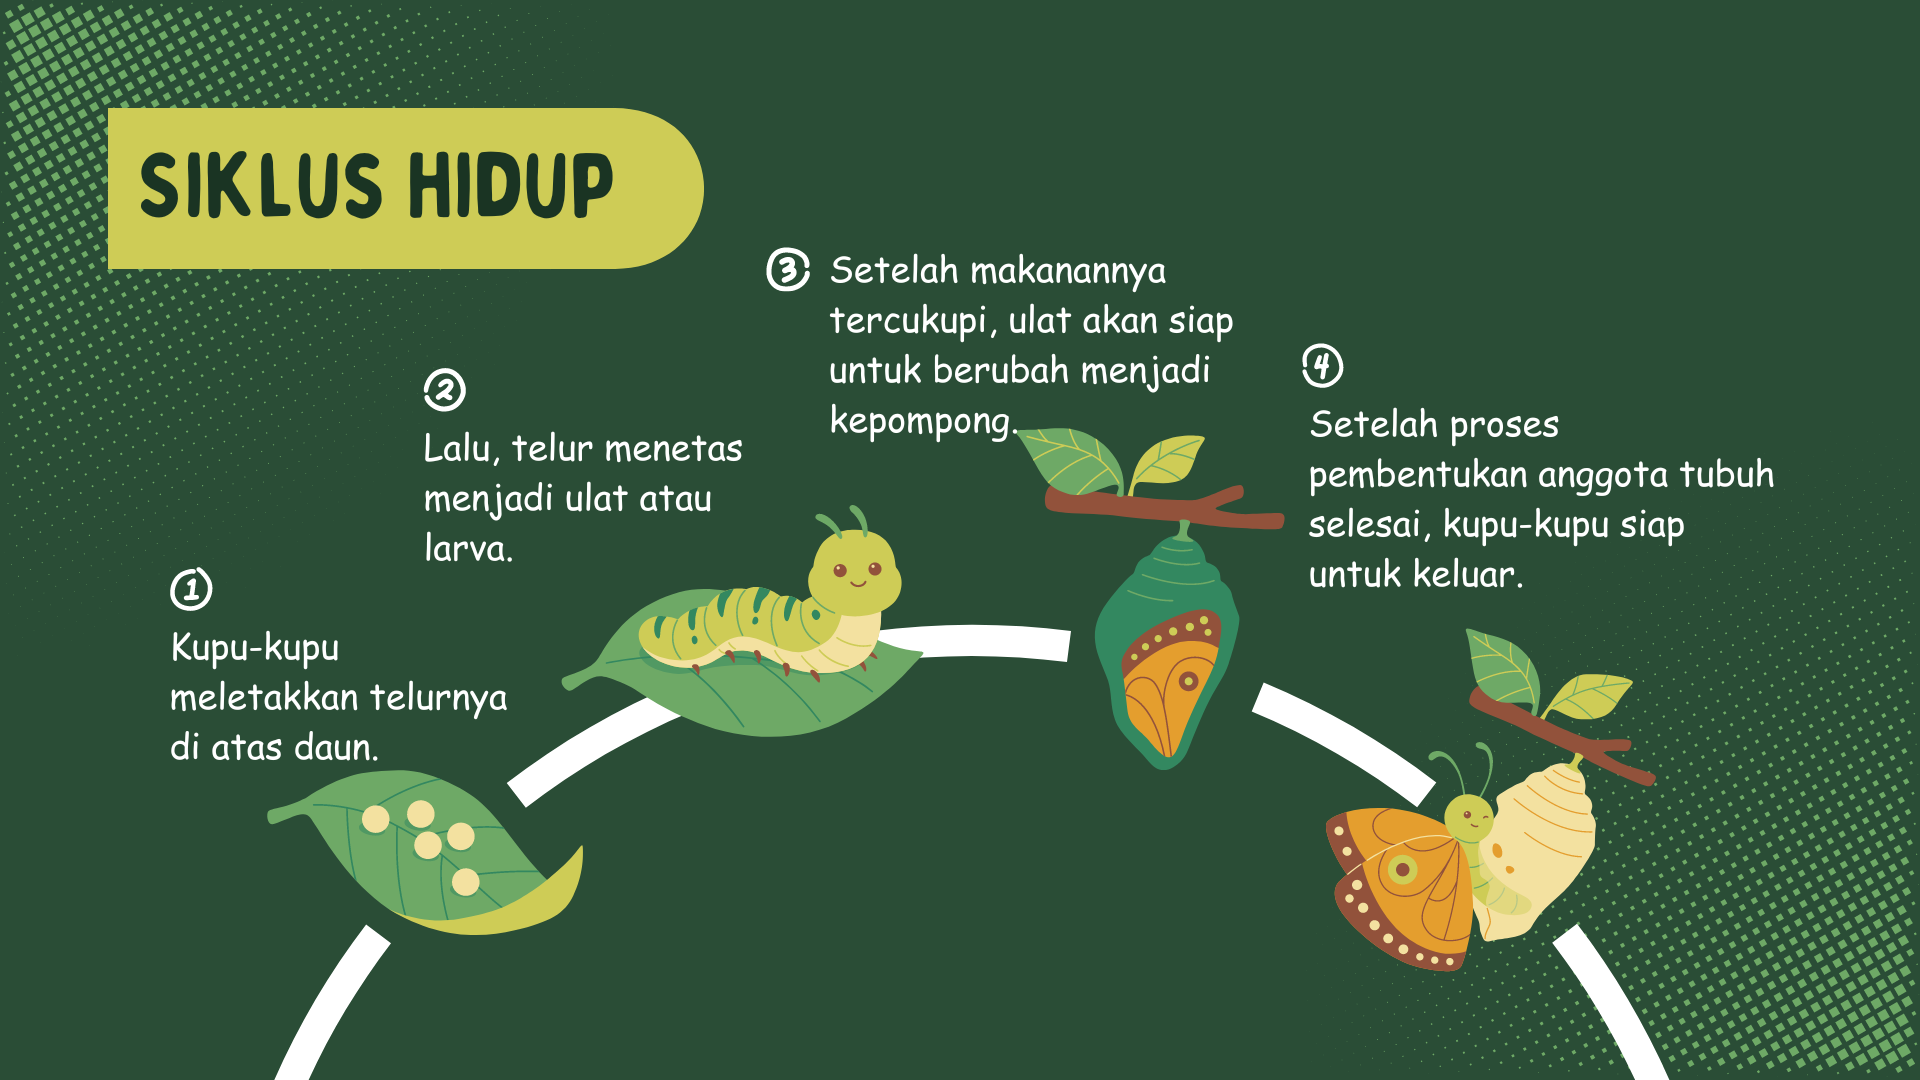 SIKLUS HIDUP
1
Kupu-kupu
meletakkan telurnya
di atas daun.
2
Lalu, telur menetas
menjadi ulat atau
larva.
3 Setelah makanannya
tercukupi, ulat akan siap
untuk berubah menjadi
kepompong.
4
Setelah proses
pembentukan anggota tubuh
selesai, kupu-kupu siap
untuk keluar.